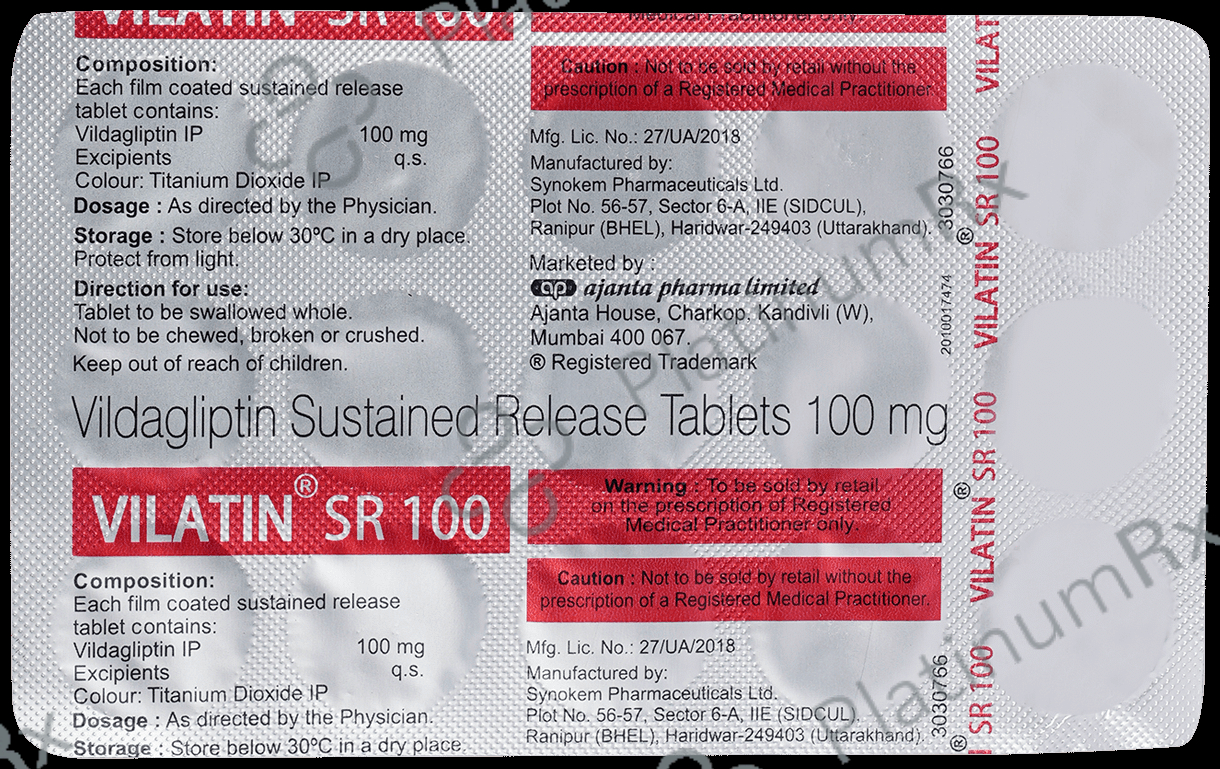 VILATIN SR 100
Medical Practitioner only.
Composition:
Each film coated sustained release
tablet contains:
Vildagliptin IP 100 mg
Excipients q.s.
Colour: Titanium Dioxide IP
Dosage : As directed by the Physician.
Storage : Store below 30ºC in a dry place.
Protect from light.
Direction for use:
Tablet to be swallowed whole.
Not to be chewed, broken or crushed.
Keep out of reach of children.
Caution : Not to be sold by retail without the
prescription of a Registered Medical Practitioner.
Mfg. Lic. No.: 27/UA/2018
Manufactured by:
Synokem Pharmaceuticals Ltd.
Plot No. 56-57, Sector 6-A, IIE (SIDCUL),
Ranipur (BHEL), Haridwar-249403 (Uttarakhand).
Marketed by :
ap ajanta pharma limited
Ajanta House, Charkop, Kandivli (W),
Mumbai 400 067.
® Registered Trademark
2010017474 3030766
Vildagliptin Sustained Release Tablets 100 mg
VILATIN® SR 100
Warning : To be sold by retail
on the prescription of Registered
Medical Practitioner only.
Composition:
Each film coated sustained release
tablet contains:
Vildagliptin IP 100 mg
Excipients q.s.
Colour: Titanium Dioxide IP
Dosage : As directed by the Physician.
Storage : Store below 30ºC in a dry place.
Caution : Not to be sold by retail without the
prescription of a Registered Medical Practitioner.
Mfg. Lic. No.: 27/UA/2018
Manufactured by:
Synokem Pharmaceuticals Ltd.
Plot No. 56-57, Sector 6-A, IIE (SIDCUL),
Ranipur (BHEL), Haridwar-249403 (Uttarakhand).
3030766
® SR 100 VILATIN® SR 100 VILATIN® SR 100 VILAT
PlatinumRx
PlatinumRx
PlatinumRx
Plati
Rx